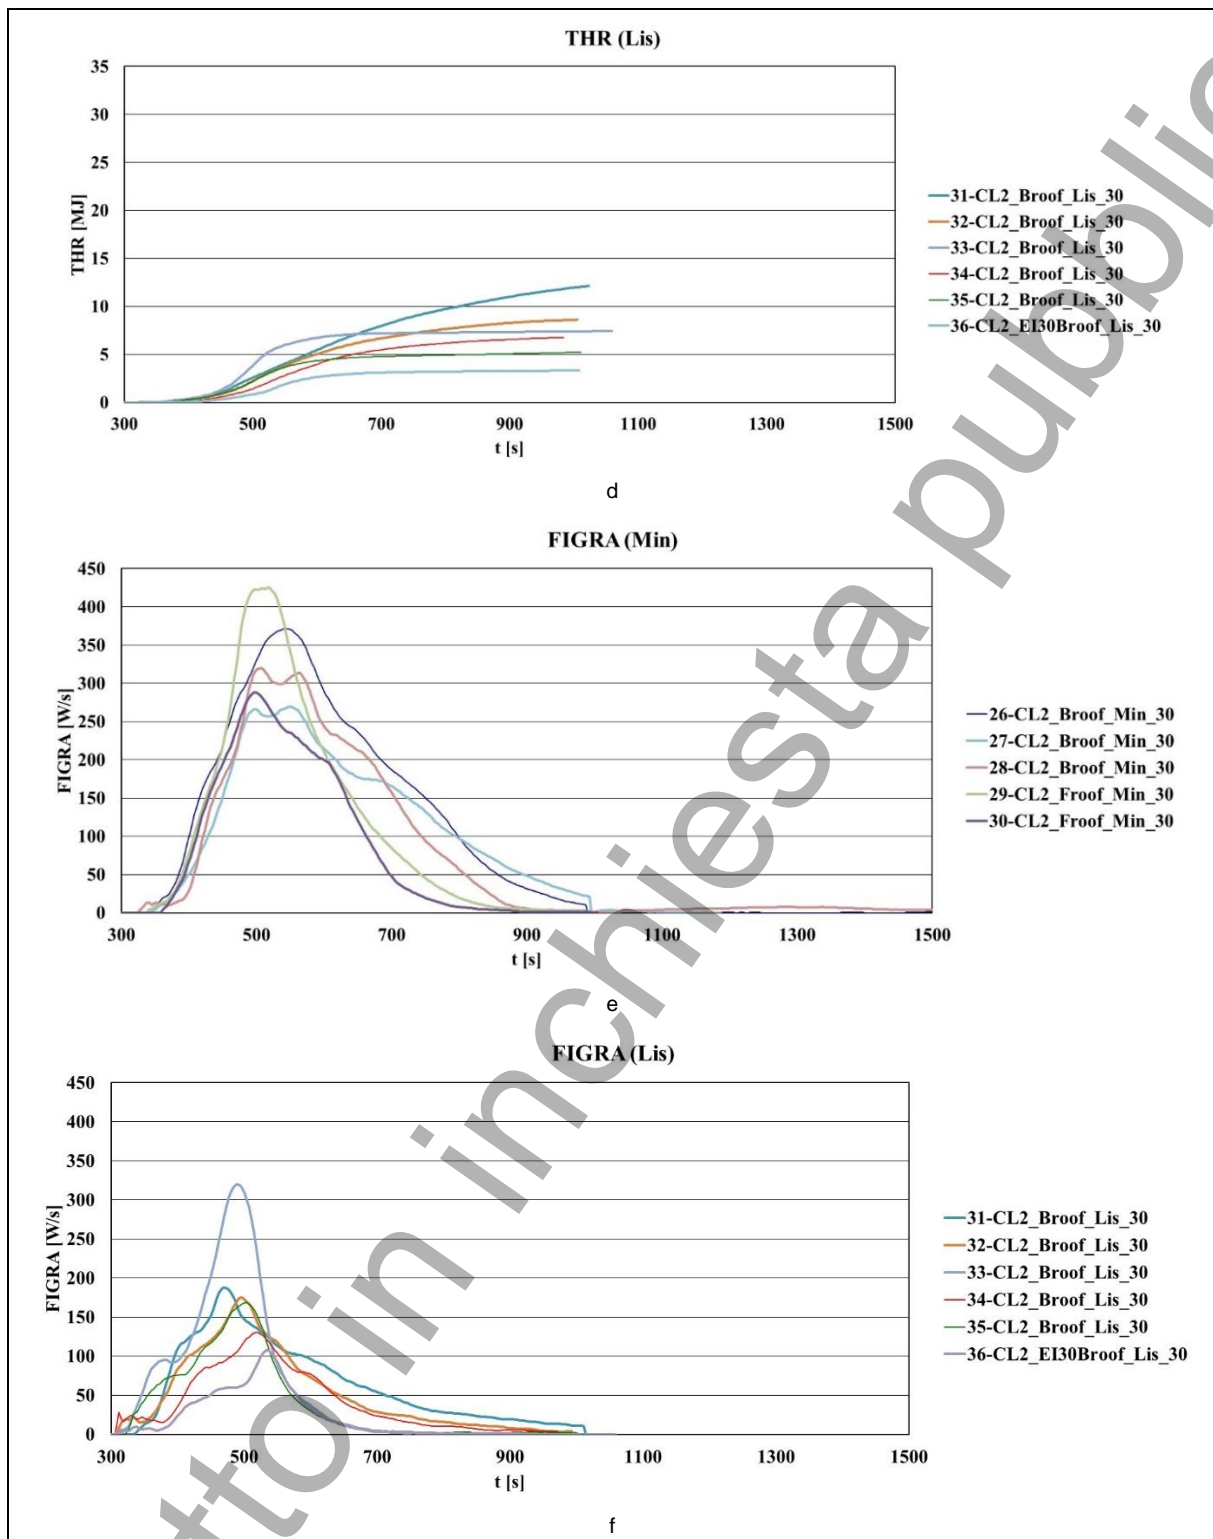 THR (Lis)
35
30
25
20
15
10
5
0
THR [MJ]
300 500 700 900 1100 1300 1500
t [s]
31-CL2_Broof_Lis_30
32-CL2_Broof_Lis_30
33-CL2_Broof_Lis_30
34-CL2_Broof_Lis_30
35-CL2_Broof_Lis_30
36-CL2_EI30Broof_Lis_30
d
FIGRA (Min)
450
400
350
300
250
200
150
100
50
0
FIGRA [W/s]
300 500 700 900 1100 1300 1500
t [s]
26-CL2_Broof_Min_30
27-CL2_Broof_Min_30
28-CL2_Broof_Min_30
29-CL2_Froof_Min_30
30-CL2_Froof_Min_30
e
FIGRA (Lis)
450
400
350
300
250
200
150
100
50
0
FIGRA [W/s]
300 500 700 900 1100 1300 1500
t [s]
31-CL2_Broof_Lis_30
32-CL2_Broof_Lis_30
33-CL2_Broof_Lis_30
34-CL2_Broof_Lis_30
35-CL2_Broof_Lis_30
36-CL2_EI30Broof_Lis_30
f
in inchiesta